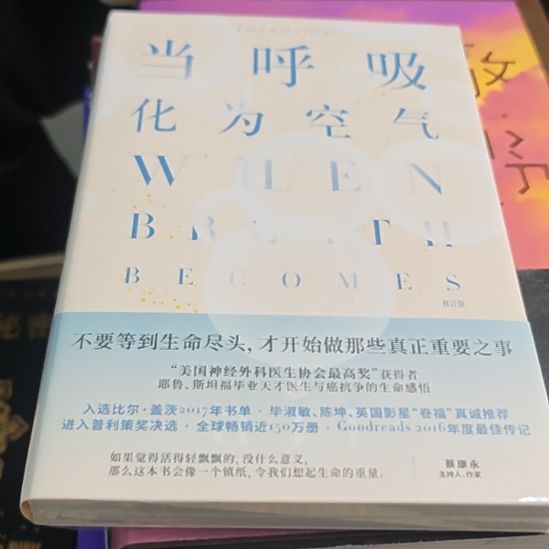 当呼吸
化为空气
WHEN
BREATH
BECOMES
修订版
不要等到生命尽头，才开始做那些真正重要之事
“美国神经外科医生协会最高奖”获得者
耶鲁、斯坦福毕业天才医生与癌抗争的生命感悟
入选比尔·盖茨2017年书单·毕淑敏、陈坤、英国影星“卷福”真诚推荐
进入普利策奖决选·全球畅销近150万册·Goodreads 2016年度最佳传记
如果觉得活得轻飘飘的，没什么意义，
那么这本书会像一个镇纸，令我们想起生命的重量。
蔡康永
主持人、作家